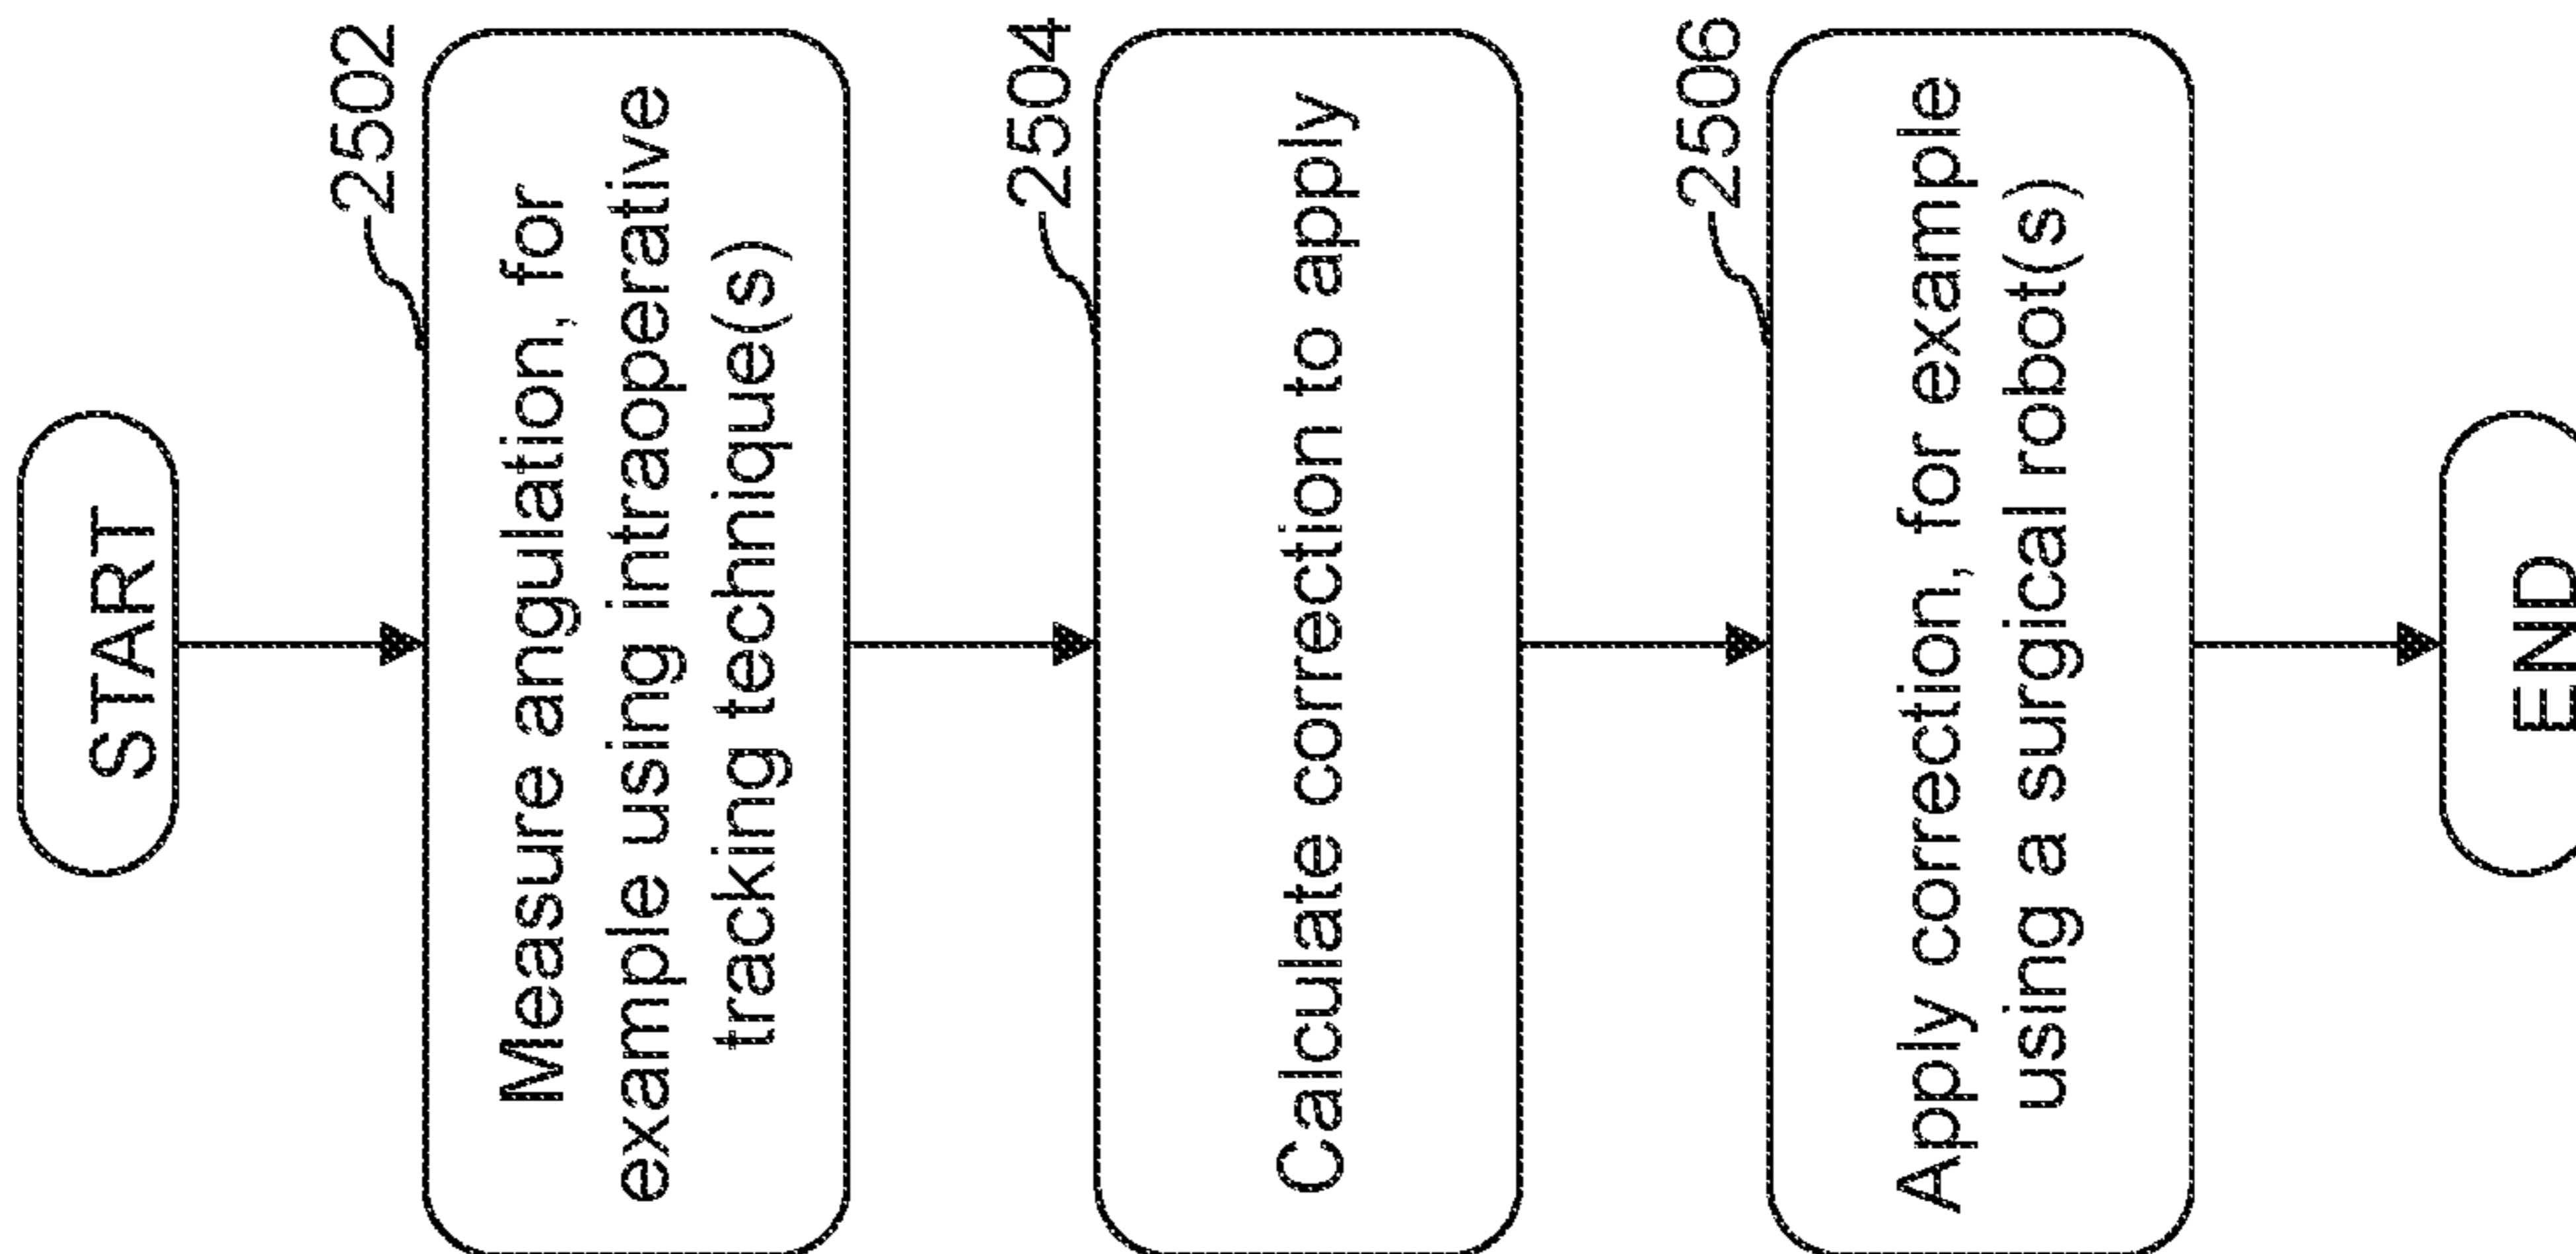 START
2502
Measure angulation, for
example using intraoperative
tracking technique(s)
2504
Calculate correction to apply
2506
Apply correction, for example
using a surgical robot(s)
END